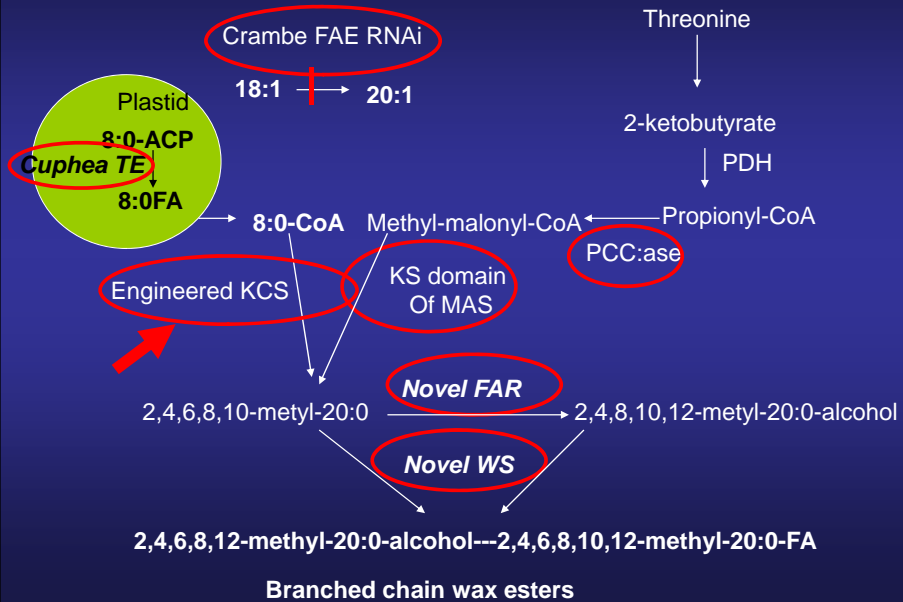 Crambe FAE RNAi
18:1
20:1
Threonine
Plastid
8:0-ACP
Cuphea TE
8:0FA
2-ketobutyrate
PDH
8:0-CoA
Methyl-malonyl-CoA
Propionyl-CoA
PCC:ase
Engineered KCS
KS domain
Of MAS
2,4,6,8,10-metyl-20:0
Novel FAR
2,4,8,10,12-metyl-20:0-alcohol
Novel WS
2,4,6,8,12-methyl-20:0-alcohol---2,4,6,8,10,12-methyl-20:0-FA
Branched chain wax esters